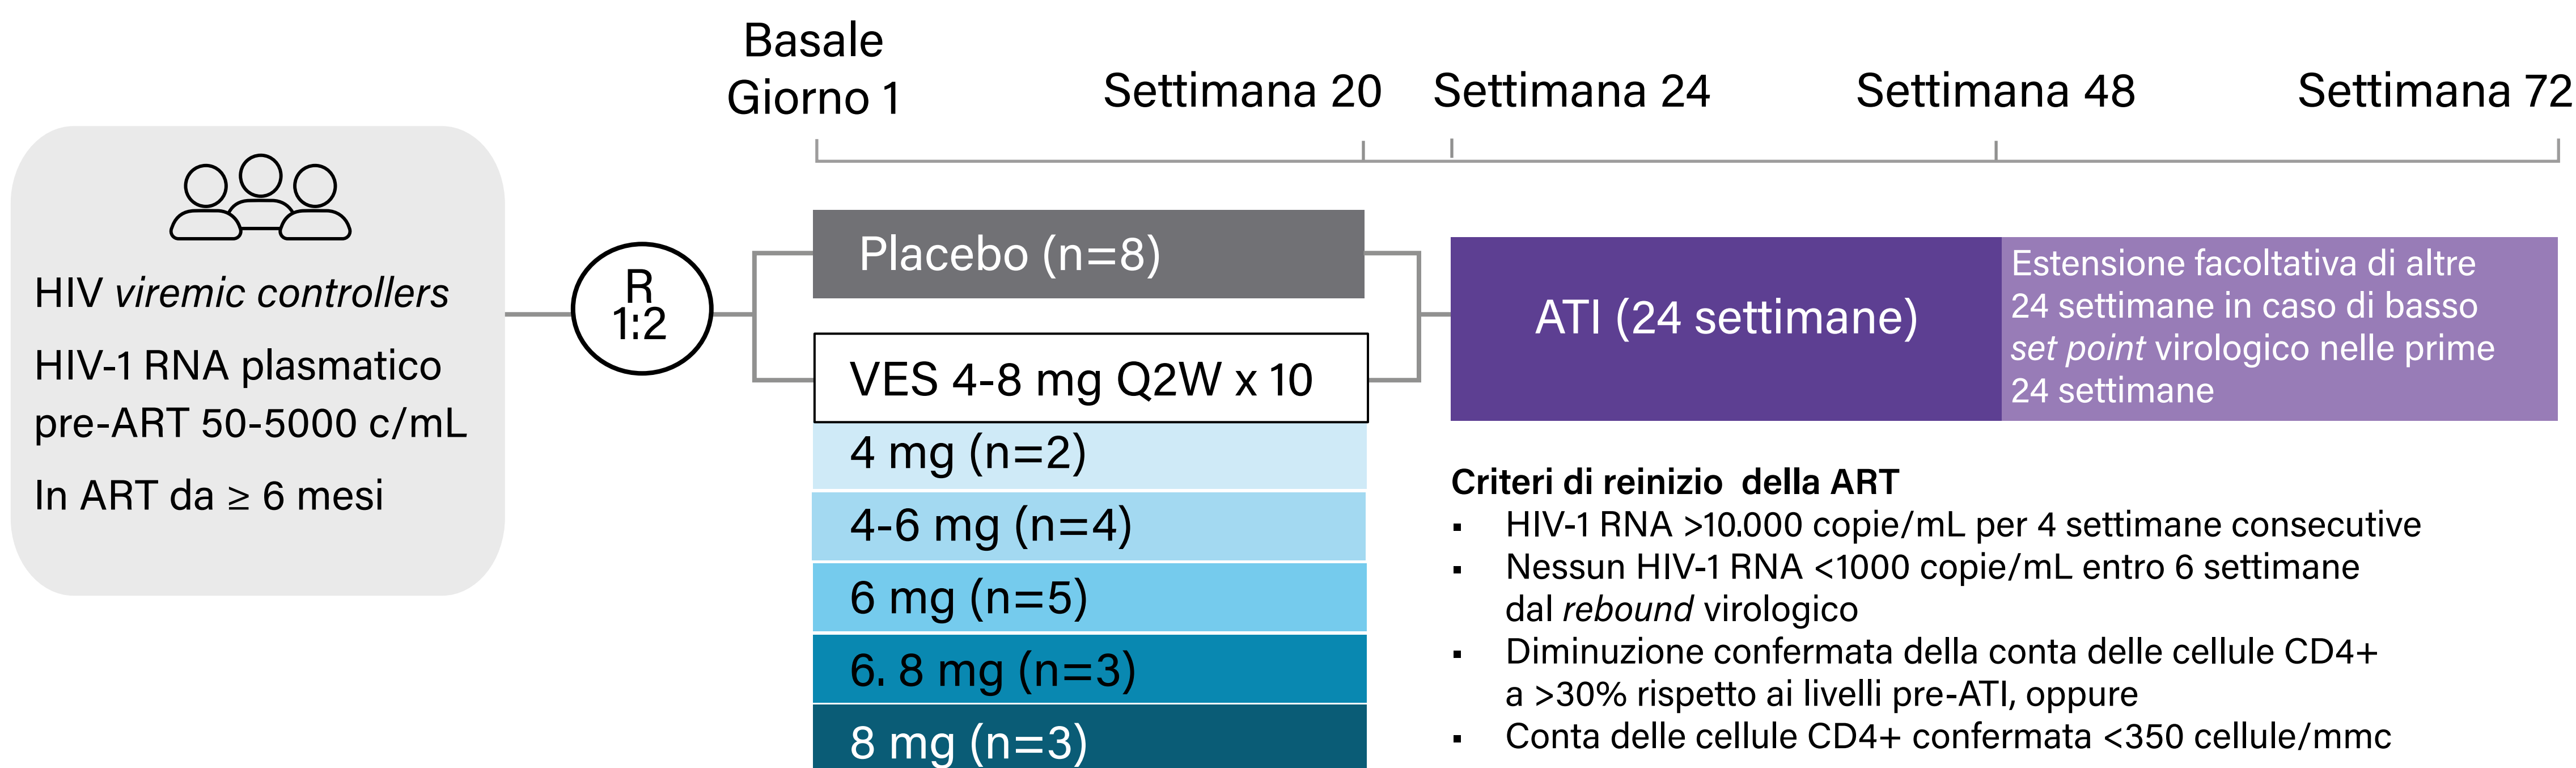 Basale
Giorno 1
Settimana 20
Settimana 24
Settimana 48
Settimana 72
HIV viremic controllers
HIV-1 RNA plasmatico
pre-ART 50-5000 c/mL
In ART da ≥ 6 mesi
R
1:2
Placebo (n=8)
VES 4-8 mg Q2W x 10
4 mg (n=2)
4-6 mg (n=4)
6 mg (n=5)
6. 8 mg (n=3)
8 mg (n=3)
ATI (24 settimane)
Estensione facoltativa di altre
24 settimane in caso di basso
set point virologico nelle prime
24 settimane
Criteri di reinizio  della ART
▪ HIV-1 RNA >10.000 copie/mL per 4 settimane consecutive
▪ Nessun HIV-1 RNA <1000 copie/mL entro 6 settimane
dal rebound virologico
▪ Diminuzione confermata della conta delle cellule CD4+
a >30% rispetto ai livelli pre-ATI, oppure
▪ Conta delle cellule CD4+ confermata <350 cellule/mmc